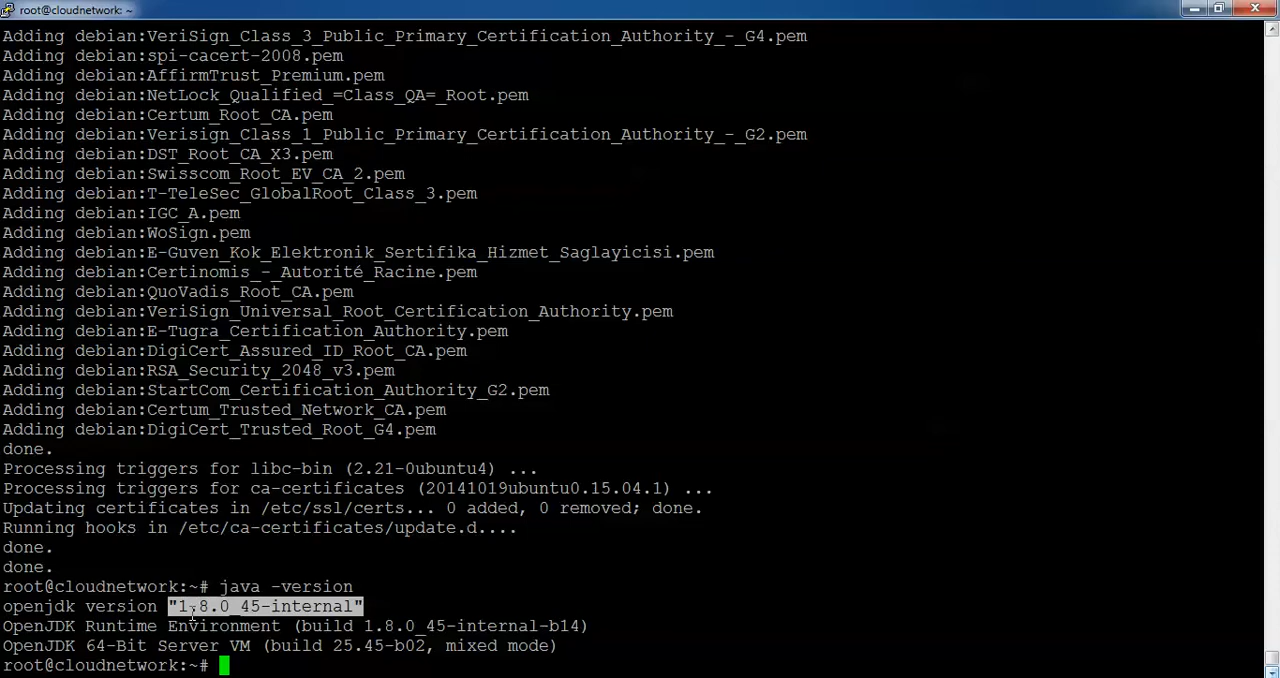 root@cloudnetwork: ~
Adding debian:VeriSign_Class_3_Public_Primary_Certification_Authority_-_G4.pem
Adding debian:spi-cacert-2008.pem
Adding debian:AffirmTrust_Premium.pem
Adding debian:NetLock_Qualified_=Class_QA=_Root.pem
Adding debian:Certum_Root_CA.pem
Adding debian:Verisign_Class_1_Public_Primary_Certification_Authority_-_G2.pem
Adding debian:DST_Root_CA_X3.pem
Adding debian:Swisscom_Root_EV_CA_2.pem
Adding debian:T-TeleSec_GlobalRoot_Class_3.pem
Adding debian:IGC_A.pem
Adding debian:WoSign.pem
Adding debian:E-Guven_Kok_Elektronik_Sertifika_Hizmet_Saglayicisi.pem
Adding debian:Certinomis_-_Autorité_Racine.pem
Adding debian:QuoVadis_Root_CA.pem
Adding debian:VeriSign_Universal_Root_Certification_Authority.pem
Adding debian:E-Tugra_Certification_Authority.pem
Adding debian:DigiCert_Assured_ID_Root_CA.pem
Adding debian:RSA_Security_2048_v3.pem
Adding debian:StartCom_Certification_Authority_G2.pem
Adding debian:Certum_Trusted_Network_CA.pem
Adding debian:DigiCert_Trusted_Root_G4.pem
done.
Processing triggers for libc-bin (2.21-0ubuntu4) ...
Processing triggers for ca-certificates (20141019ubuntu0.15.04.1) ...
Updating certificates in /etc/ssl/certs... 0 added, 0 removed; done.
Running hooks in /etc/ca-certificates/update.d....
done.
done.
root@cloudnetwork:~# java -version
openjdk version "1.8.0_45-internal"
OpenJDK Runtime Environment (build 1.8.0_45-internal-b14)
OpenJDK 64-Bit Server VM (build 25.45-b02, mixed mode)
root@cloudnetwork:~#